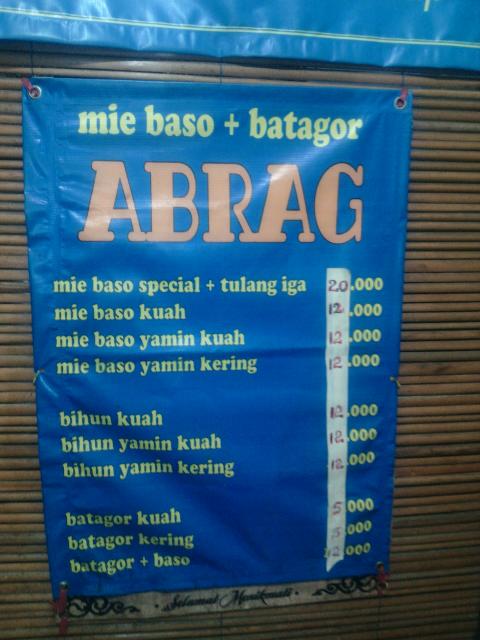 mie baso + batagor
ABRAG
mie baso special + tulang iga 20.000
mie baso kuah 12.000
mie baso yamin kuah 12.000
mie baso yamin kering 12.000
bihun kuah 12.000
bihun yamin kuah 12.000
bihun yamin kering 12.000
batagor kuah 5 000
batagor kering 5 000
batagor + baso 12 000
Selamat Menikmati